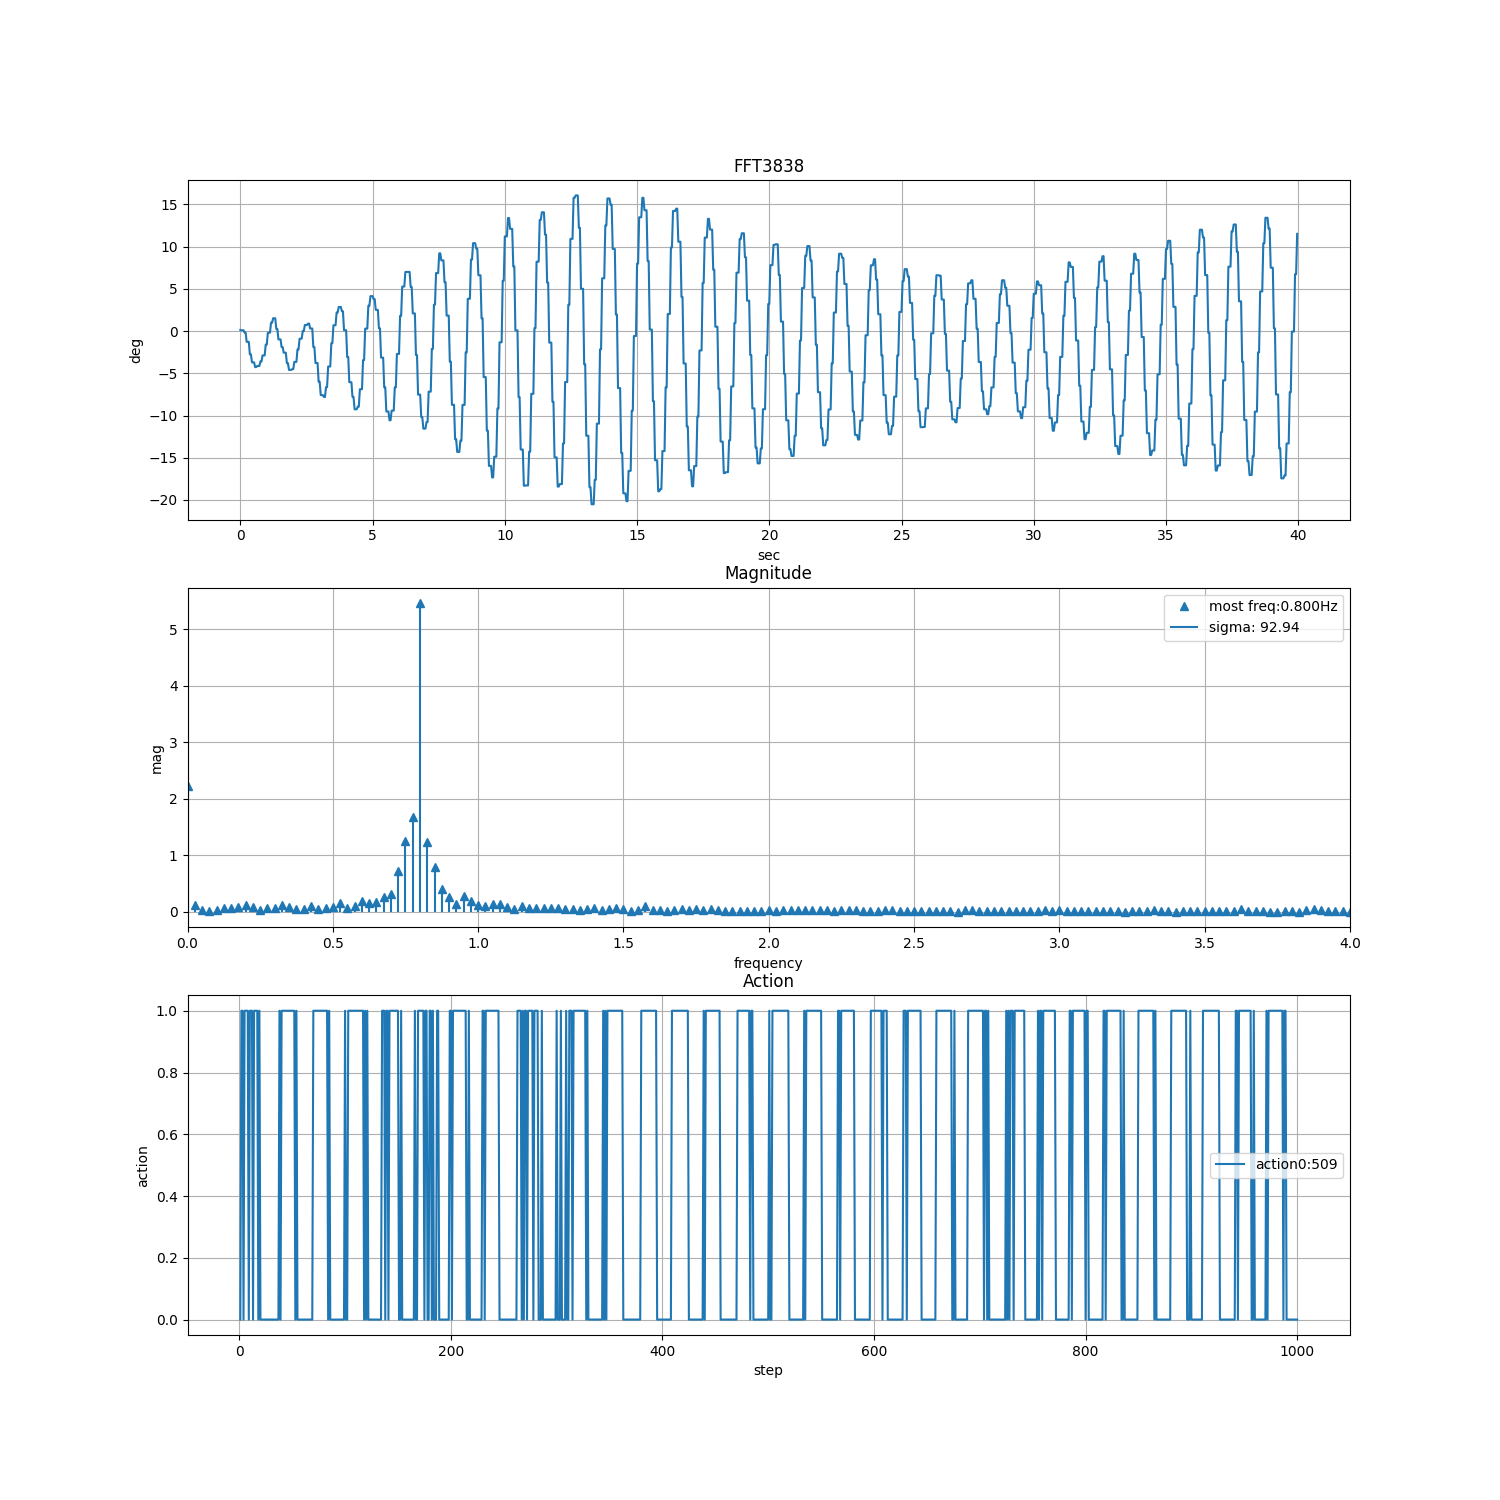 FFT3838
deg
15
10
5
0
−5
−10
−15
−20
0 5 10 15 20 25 30 35 40
sec
Magnitude
mag
5
4
3
2
1
0
most freq:0.800Hz
sigma: 92.94
0.0 0.5 1.0 1.5 2.0 2.5 3.0 3.5 4.0
frequency
Action
action
1.0
0.8
0.6
0.4
0.2
0.0
action0:509
0 200 400 600 800 1000
step